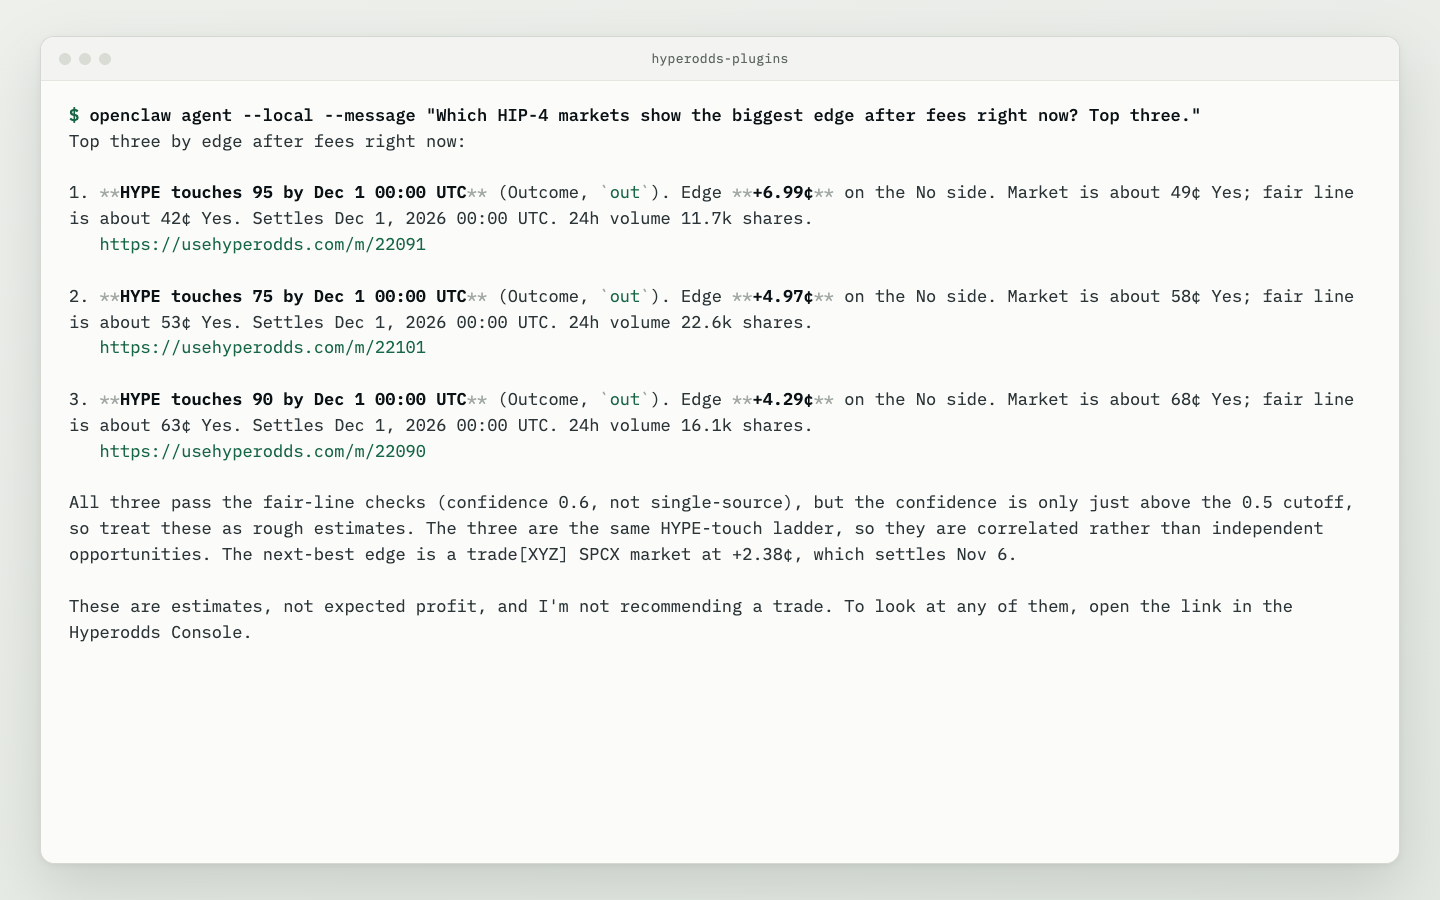 hyperodds-plugins
$ openclaw agent --local --message "Which HIP-4 markets show the biggest edge after fees right now? Top three."
Top three by edge after fees right now:
1. **HYPE touches 95 by Dec 1 00:00 UTC** (Outcome, `out`). Edge **+6.99¢** on the No side. Market is about 49¢ Yes; fair line
is about 42¢ Yes. Settles Dec 1, 2026 00:00 UTC. 24h volume 11.7k shares.
https://usehyperodds.com/m/22091
2. **HYPE touches 75 by Dec 1 00:00 UTC** (Outcome, `out`). Edge **+4.97¢** on the No side. Market is about 58¢ Yes; fair line
is about 53¢ Yes. Settles Dec 1, 2026 00:00 UTC. 24h volume 22.6k shares.
https://usehyperodds.com/m/22101
3. **HYPE touches 90 by Dec 1 00:00 UTC** (Outcome, `out`). Edge **+4.29¢** on the No side. Market is about 68¢ Yes; fair line
is about 63¢ Yes. Settles Dec 1, 2026 00:00 UTC. 24h volume 16.1k shares.
https://usehyperodds.com/m/22090
All three pass the fair-line checks (confidence 0.6, not single-source), but the confidence is only just above the 0.5 cutoff,
so treat these as rough estimates. The three are the same HYPE-touch ladder, so they are correlated rather than independent
opportunities. The next-best edge is a trade[XYZ] SPCX market at +2.38¢, which settles Nov 6.
These are estimates, not expected profit, and I'm not recommending a trade. To look at any of them, open the link in the
Hyperodds Console.